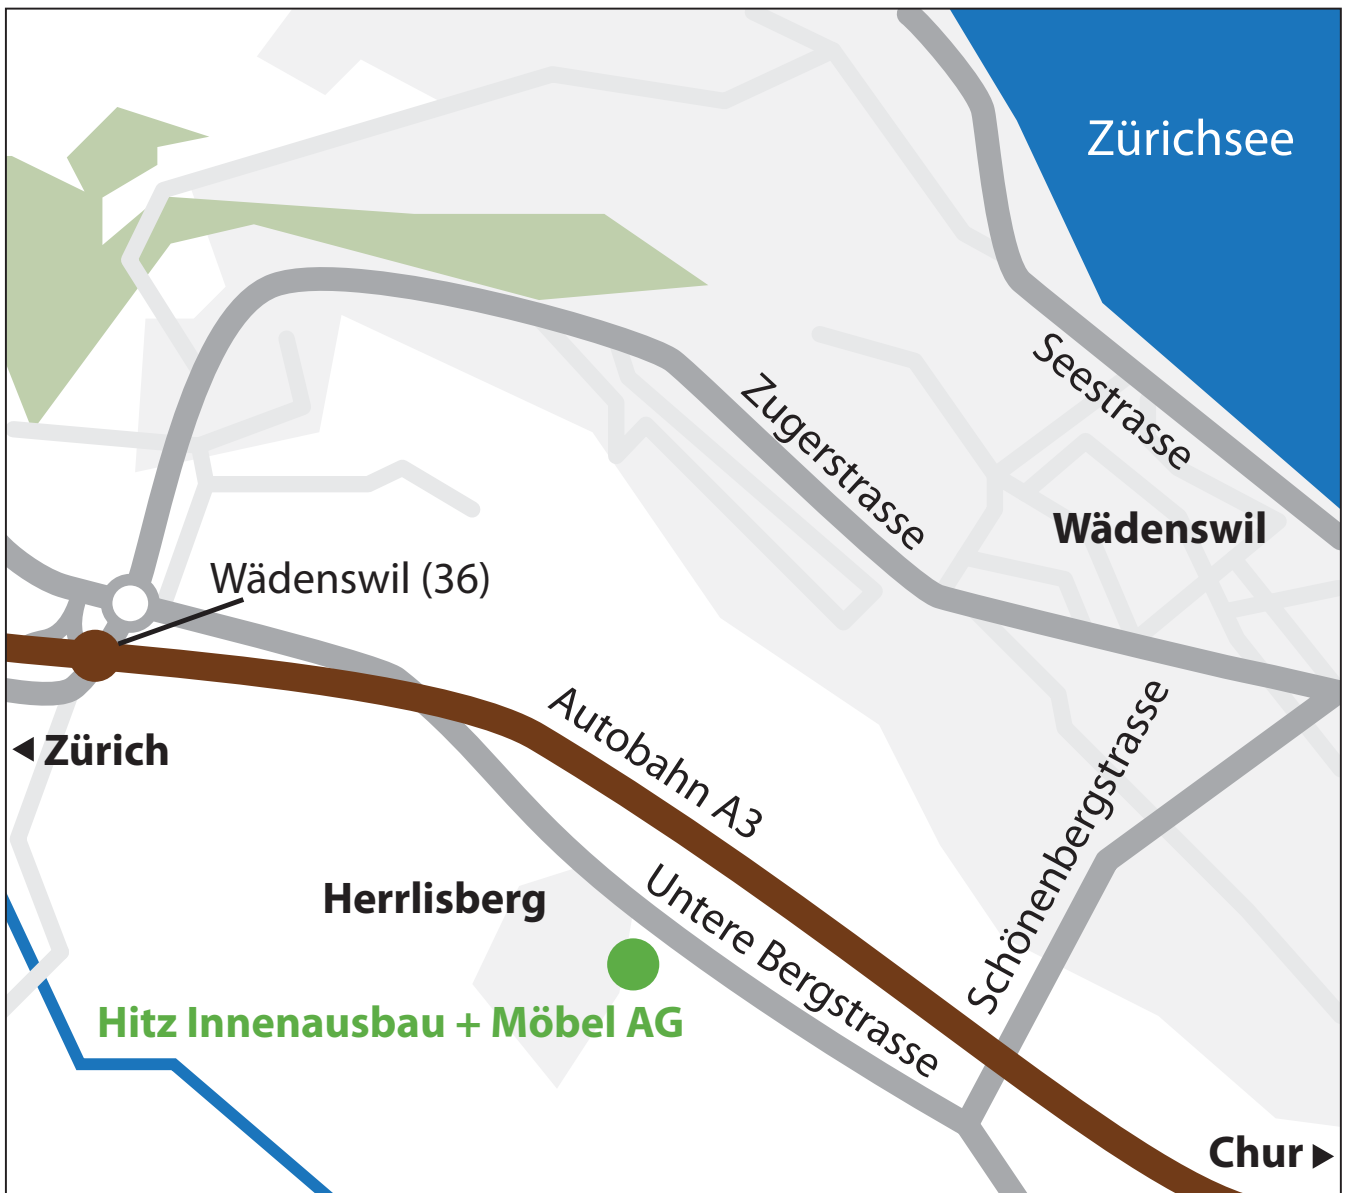 Zürichsee
Seestrasse
Zugerstrasse
Wädenswil
Wädenswil (36)
Zürich
Autobahn A3
Schönenbergstrasse
Herrlisberg
Untere Bergstrasse
Hitz Innenausbau + Möbel AG
Chur